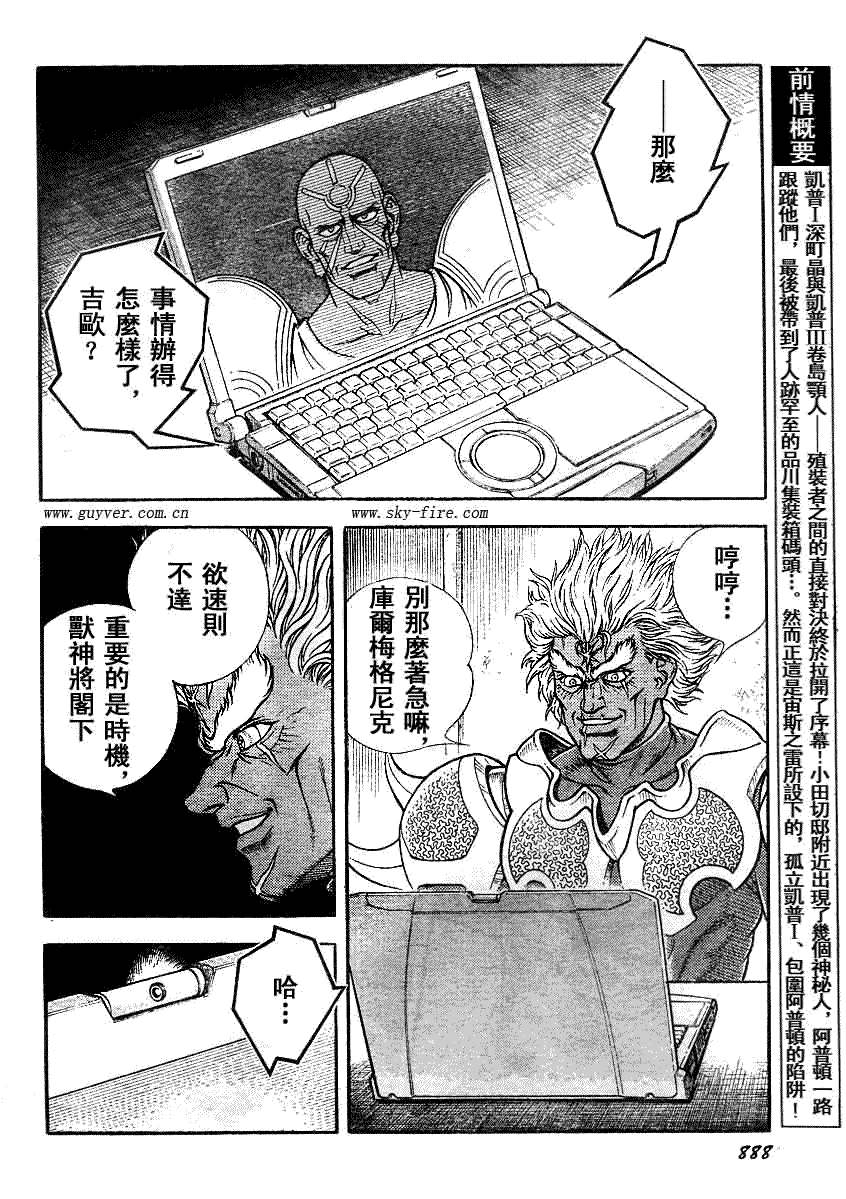 前情概要
凱普Ⅰ深町晶與凱普Ⅲ卷島顎人——殖裝者之間的直接對決終於拉開了序幕！小田切邸附近出現了幾個神秘人，阿普頓一路
跟蹤他們，最後被帶到了人跡罕至的品川集裝箱碼頭…。然而正這是宙斯之雷所設下的，孤立凱普Ⅰ、包圍阿普頓的陷阱！
——那麼
事情辦得
怎麼樣了，
吉歐？
www.guyver.com.cn
www.sky-fire.com
哼哼…
別那麼著急嘛，
庫爾梅格尼克
欲速則
不達
重要的是時機，
獸神將閣下
哈…
888